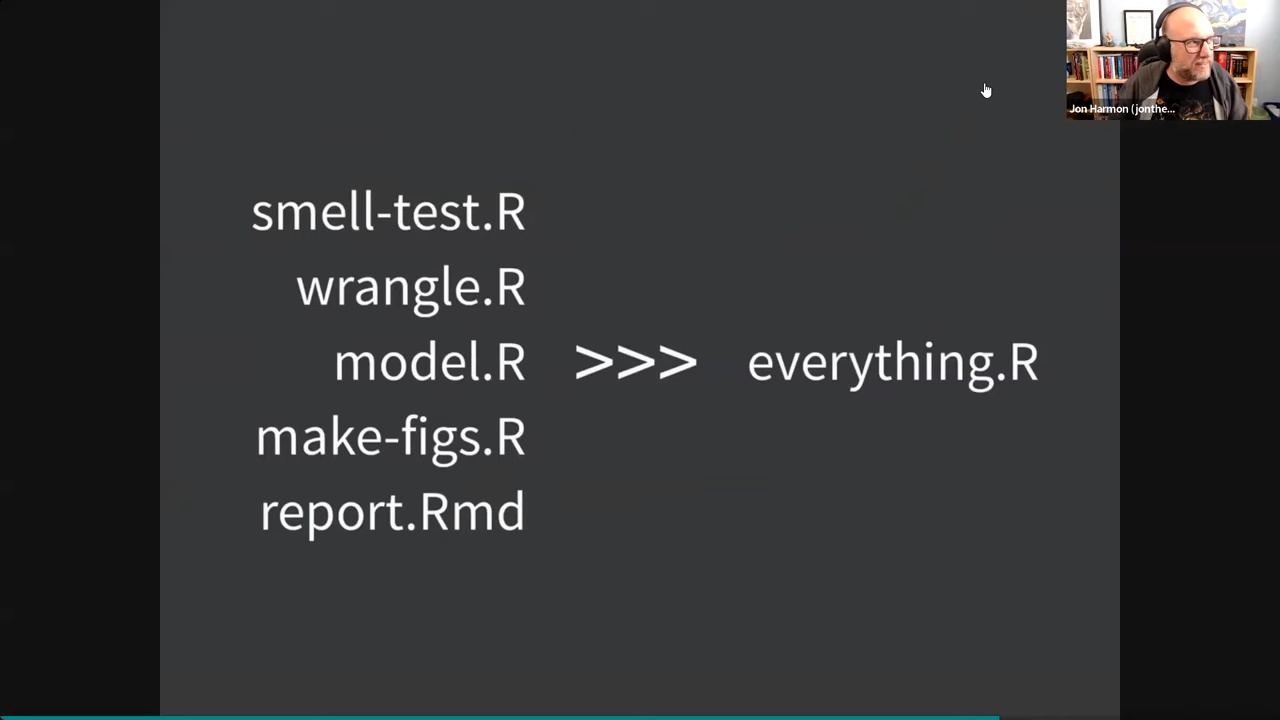 Jon Harmon (jonthe...
smell-test.R
wrangle.R
model.R >>> everything.R
make-figs.R
report.Rmd